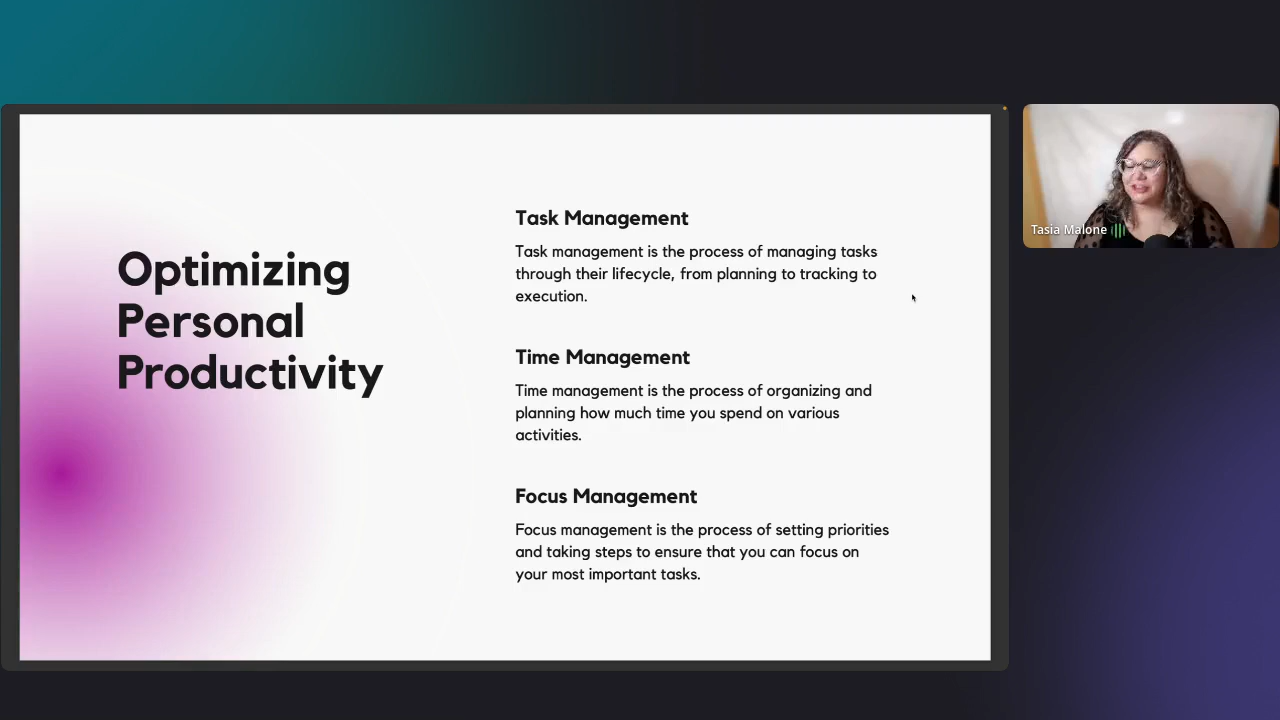 Optimizing
Personal
Productivity
Task Management
Task management is the process of managing tasks
through their lifecycle, from planning to tracking to
execution.
Time Management
Time management is the process of organizing and
planning how much time you spend on various
activities.
Focus Management
Focus management is the process of setting priorities
and taking steps to ensure that you can focus on
your most important tasks.
Tasia Malone